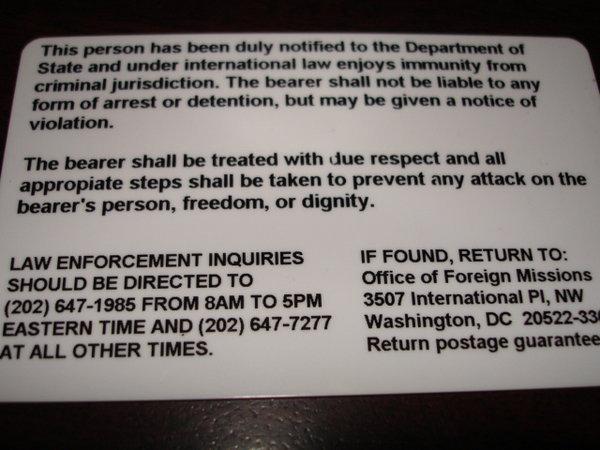 This person has been duly notified to the Department of
State and under international law enjoys immunity from
criminal jurisdiction. The bearer shall not be liable to any
form of arrest or detention, but may be given a notice of
violation.
The bearer shall be treated with due respect and all
appropiate steps shall be taken to prevent any attack on the
bearer's person, freedom, or dignity.
LAW ENFORCEMENT INQUIRIES
SHOULD BE DIRECTED TO
(202) 647-1985 FROM 8AM TO 5PM
EASTERN TIME AND (202) 647-7277
AT ALL OTHER TIMES.
IF FOUND, RETURN TO:
Office of Foreign Missions
3507 International Pl, NW
Washington, DC 20522-330
Return postage guarantee